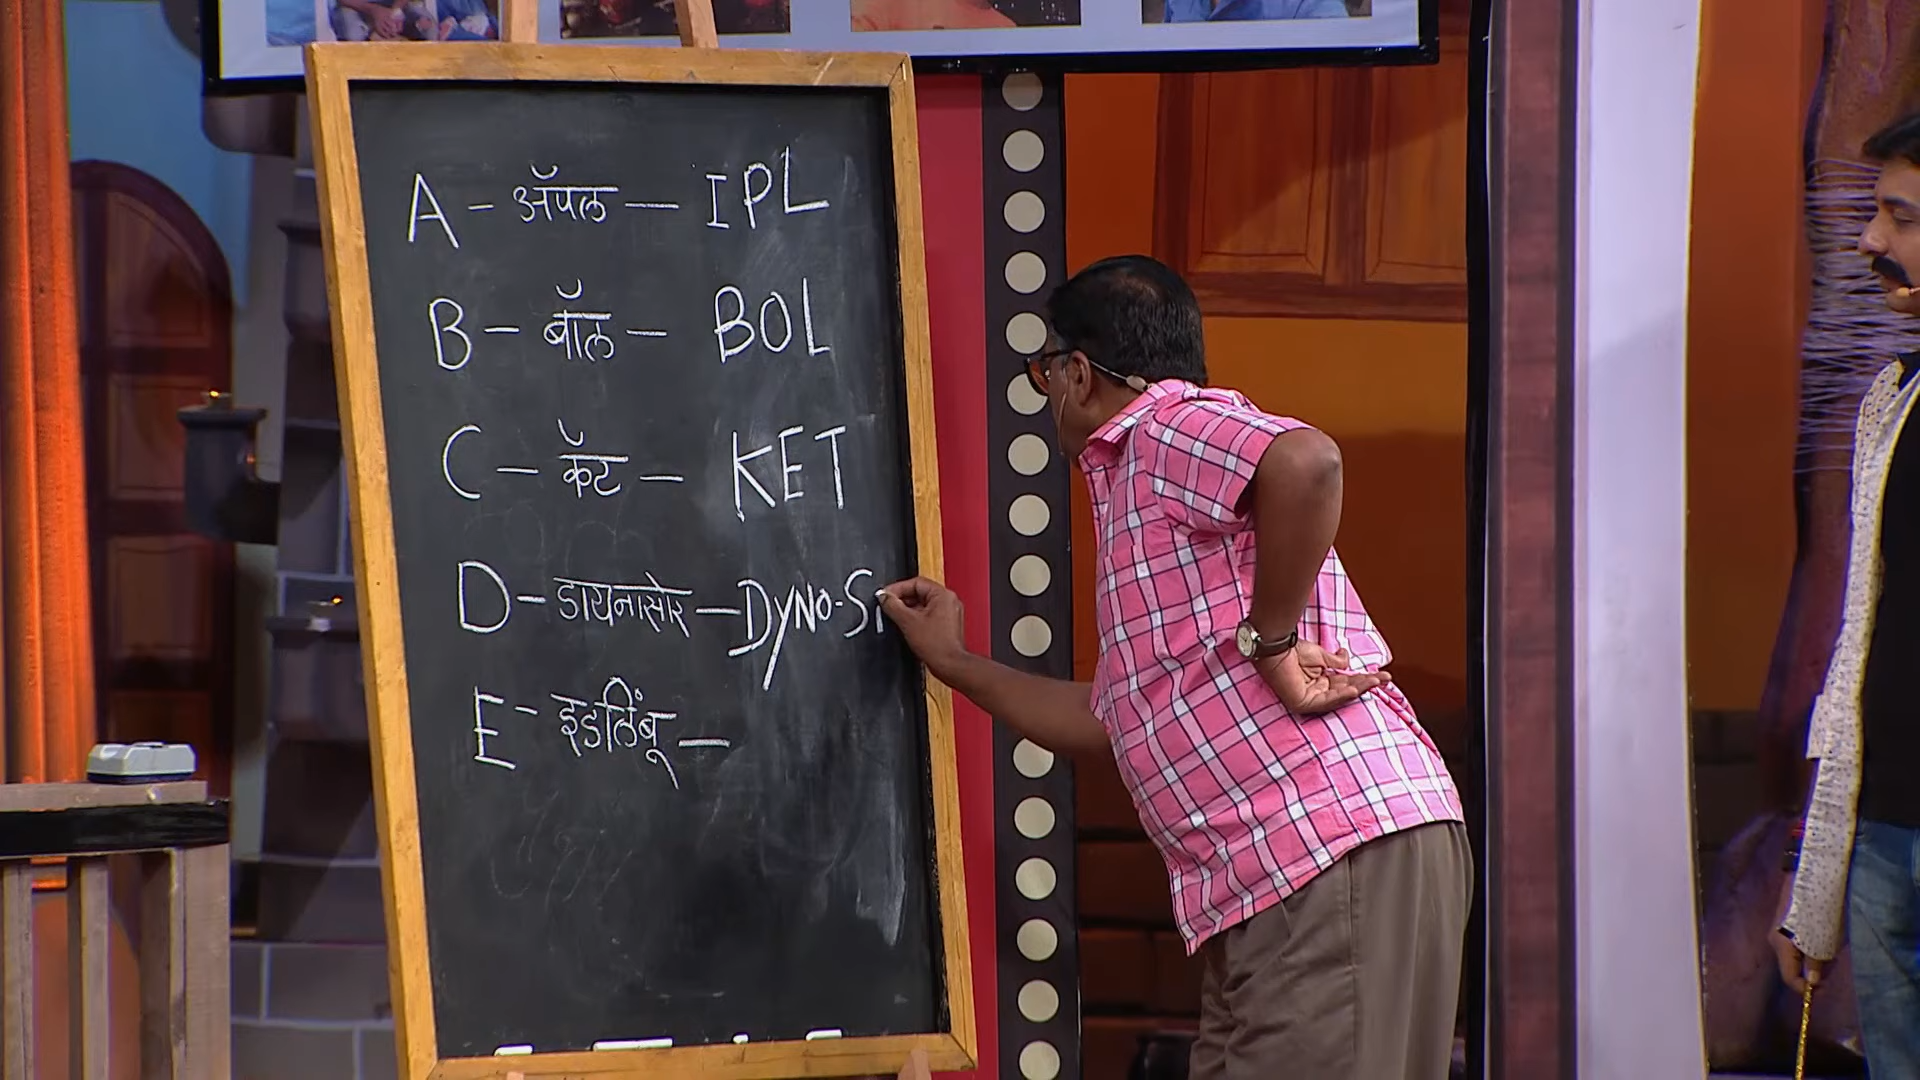 A - ॲपल — IPL
B - बॉल - BOL
C - कॅट - KET
D - डायनासोर - DYNO-S
E - इडलिंबू -